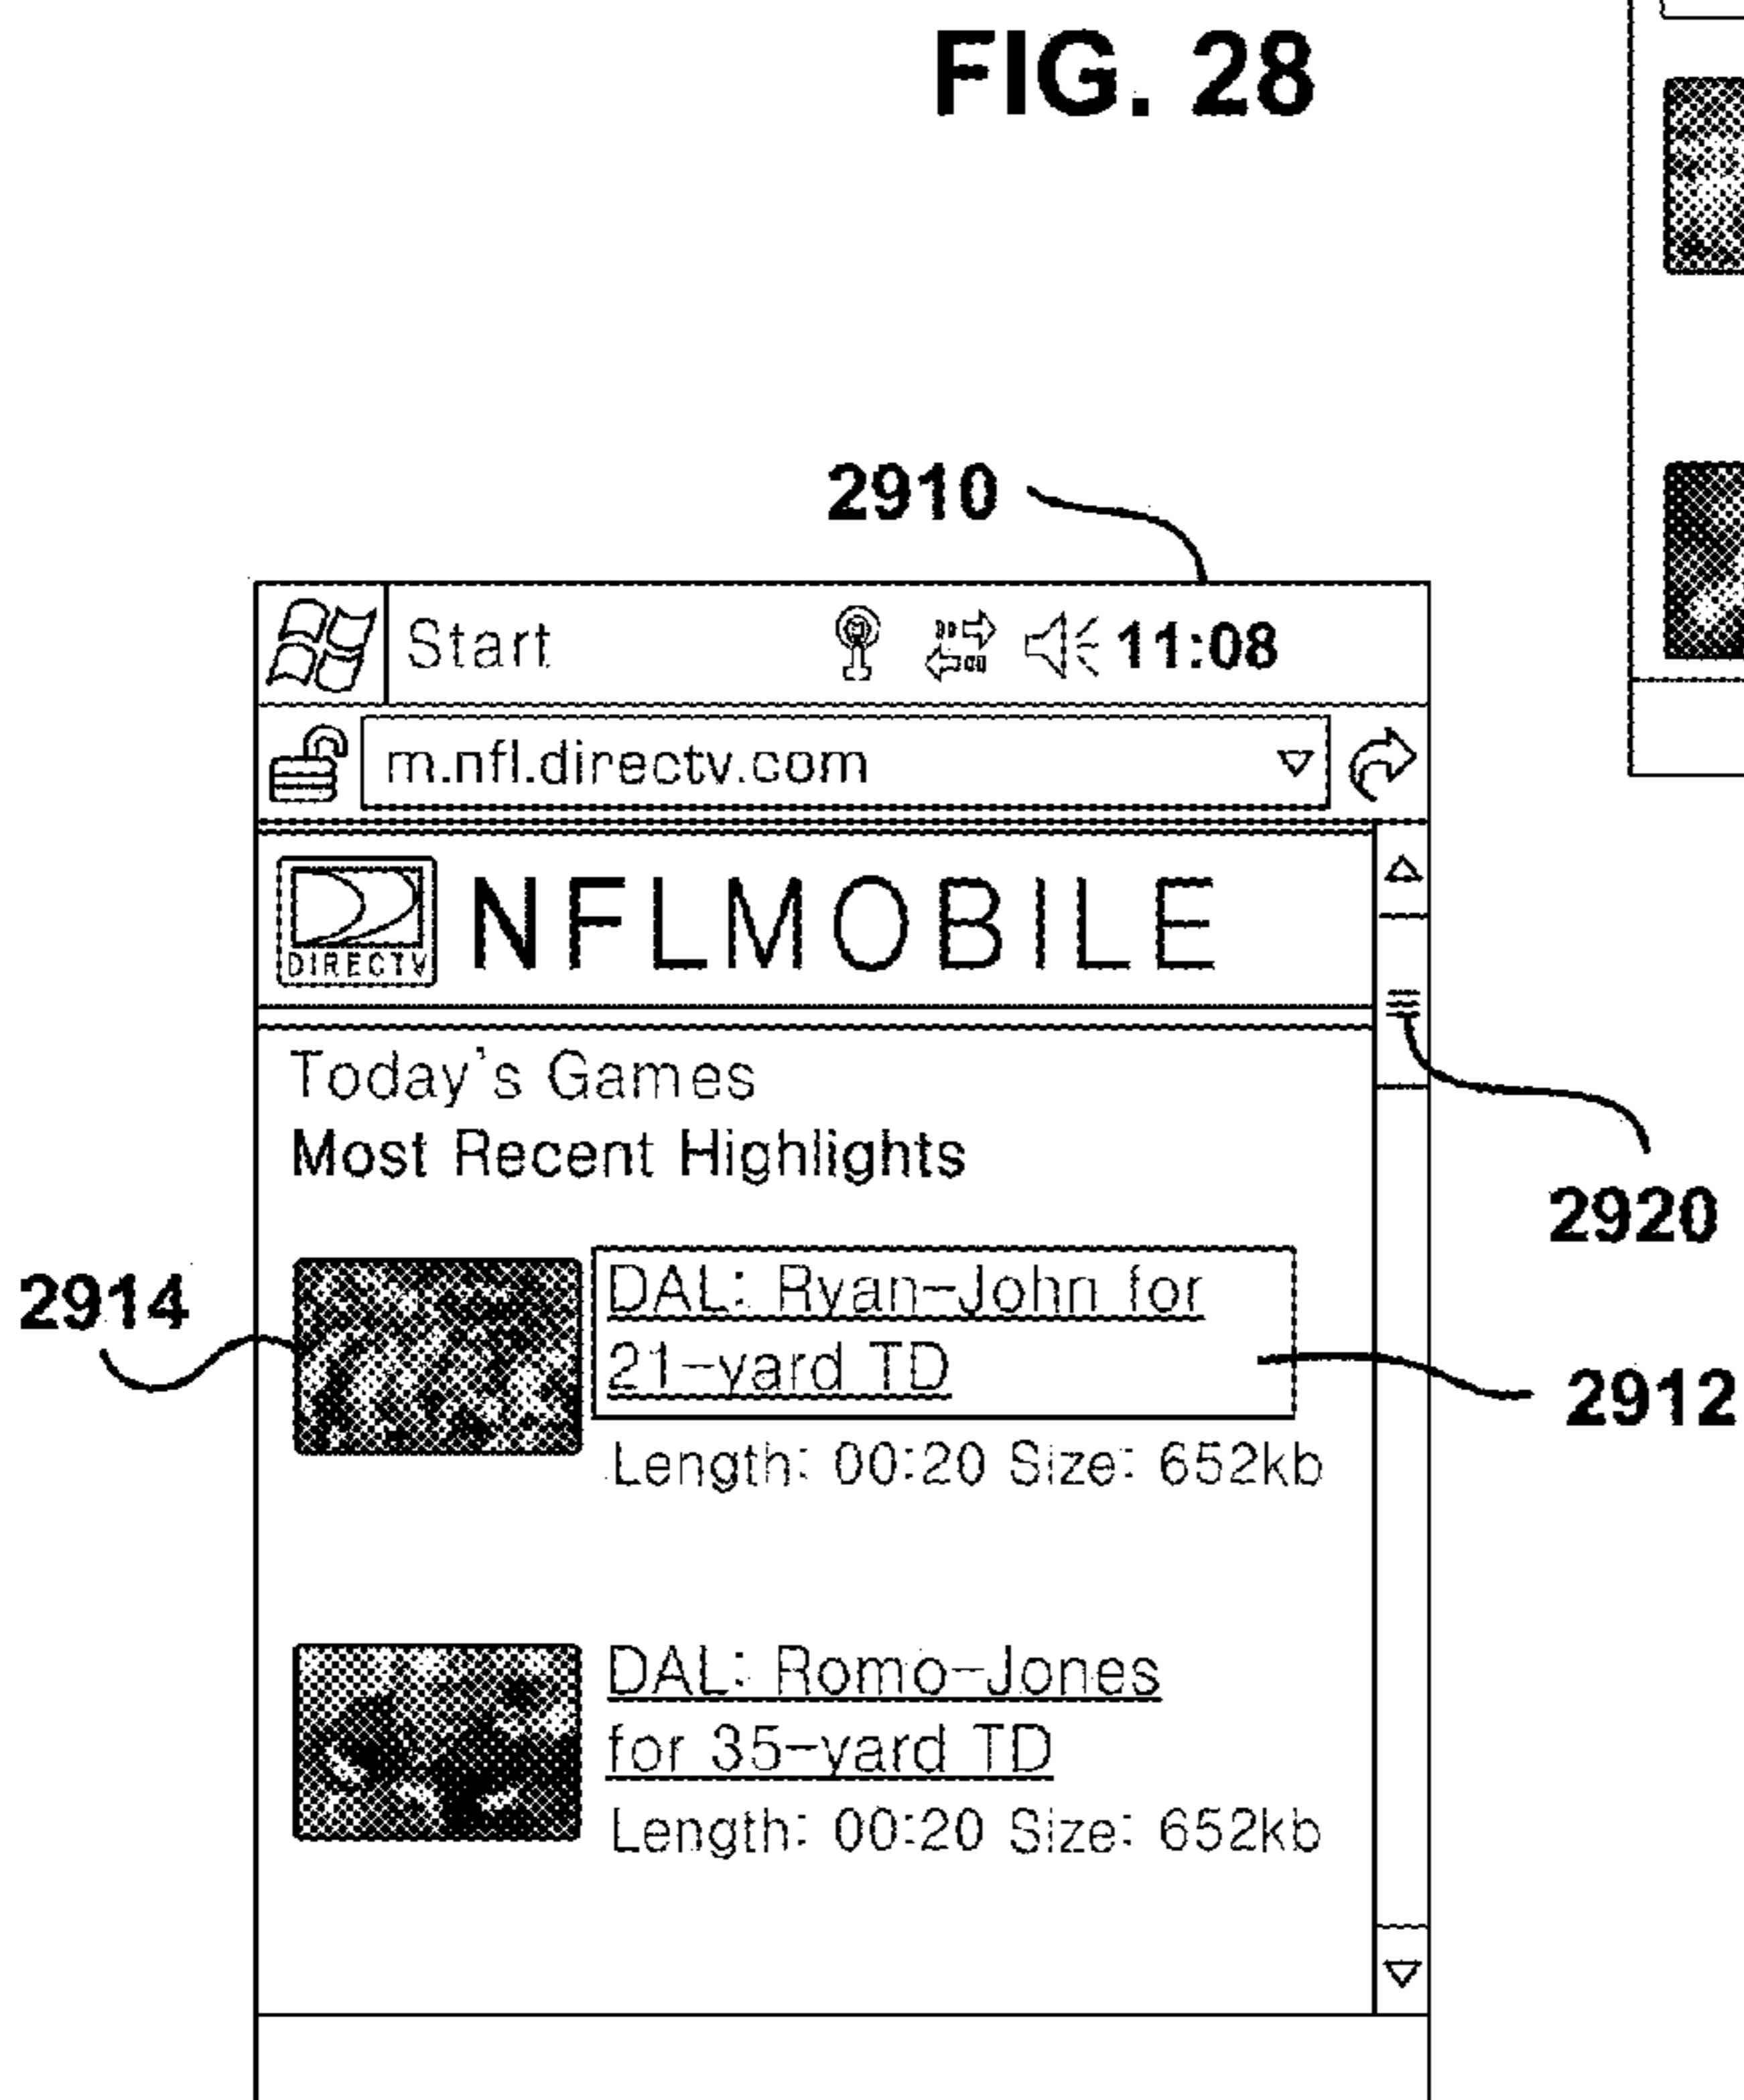 FIG. 28
2910
Start 11:08
m.nfl.directv.com
DIRECTV NFLMOBILE
Today's Games
Most Recent Highlights
2920
2914
DAL: Ryan-John for
21-yard TD
2912
Length: 00:20 Size: 652kb
DAL: Romo-Jones
for 35-yard TD
Length: 00:20 Size: 652kb